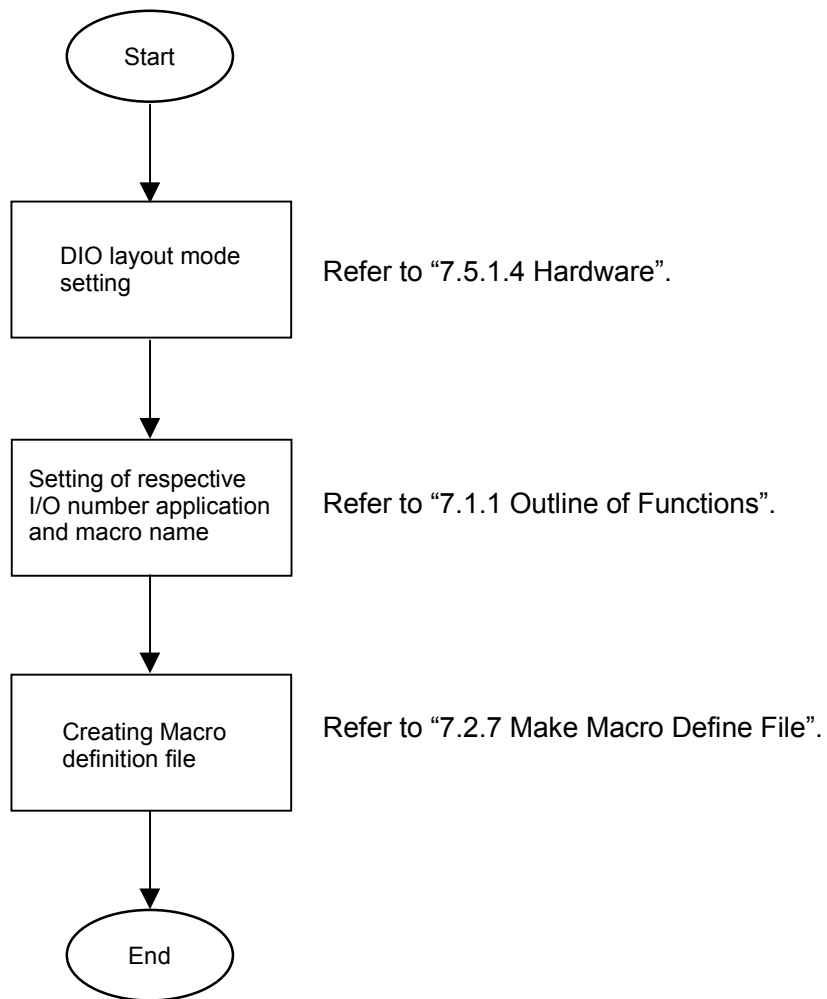 Start
DIO layout mode
setting
Refer to “7.5.1.4 Hardware”.
Setting of respective
I/O number application
and macro name
Refer to “7.1.1 Outline of Functions”.
Creating Macro
definition file
Refer to “7.2.7 Make Macro Define File”.
End